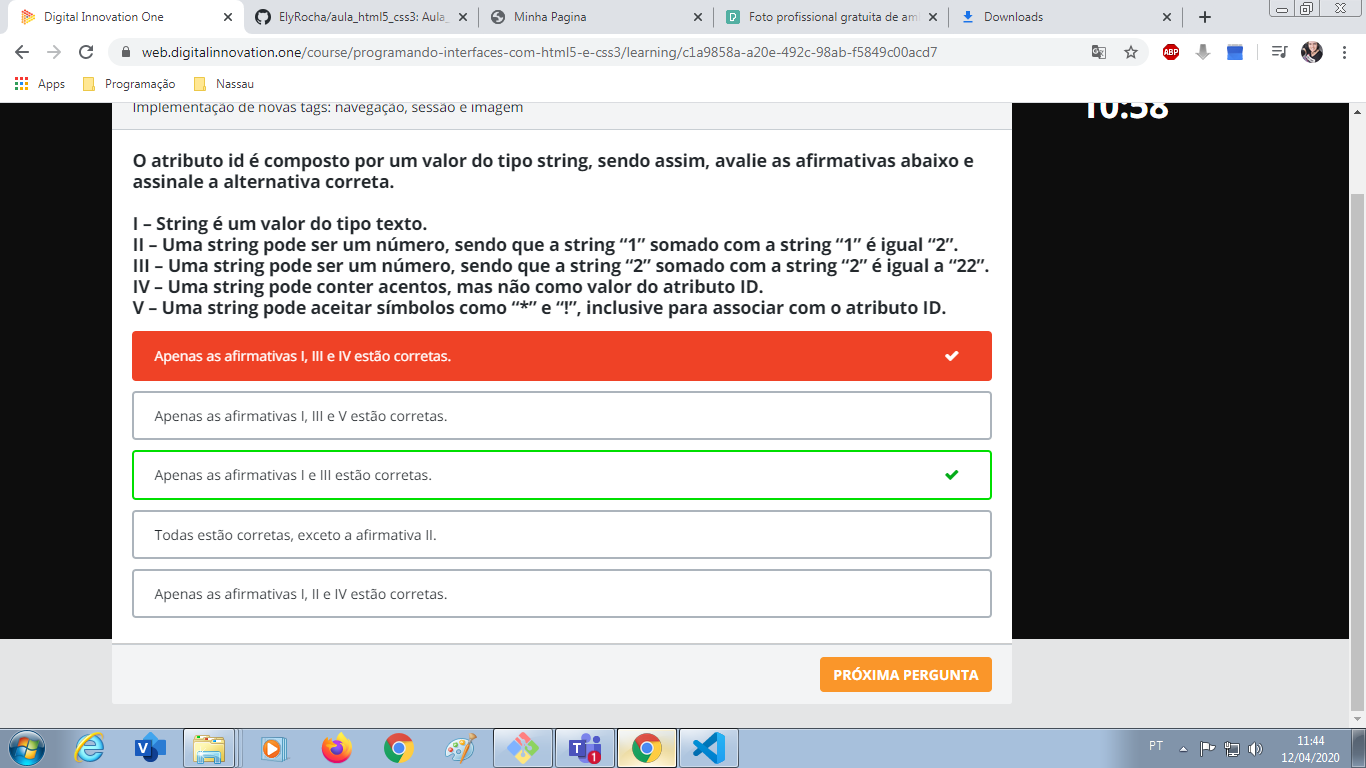 Digital Innovation One
ElyRocha/aula_html5_css3: Aula_
Minha Pagina
Foto profissional gratuita de am
Downloads
web.digitalinnovation.one/course/programando-interfaces-com-html5-e-css3/learning/c1a9858a-a20e-492c-98ab-f5849c00acd7
ABP
Apps
Programação
Nassau
Implementação de novas tags: navegação, sessão e imagem
10:58
O atributo id é composto por um valor do tipo string, sendo assim, avalie as afirmativas abaixo e
assinale a alternativa correta.
I – String é um valor do tipo texto.
II – Uma string pode ser um número, sendo que a string “1” somado com a string “1” é igual “2”.
III – Uma string pode ser um número, sendo que a string “2” somado com a string “2” é igual a “22”.
IV – Uma string pode conter acentos, mas não como valor do atributo ID.
V – Uma string pode aceitar símbolos como “*” e “!”, inclusive para associar com o atributo ID.
Apenas as afirmativas I, III e IV estão corretas.
Apenas as afirmativas I, III e V estão corretas.
Apenas as afirmativas I e III estão corretas.
Todas estão corretas, exceto a afirmativa II.
Apenas as afirmativas I, II e IV estão corretas.
PRÓXIMA PERGUNTA
PT
11:44
12/04/2020